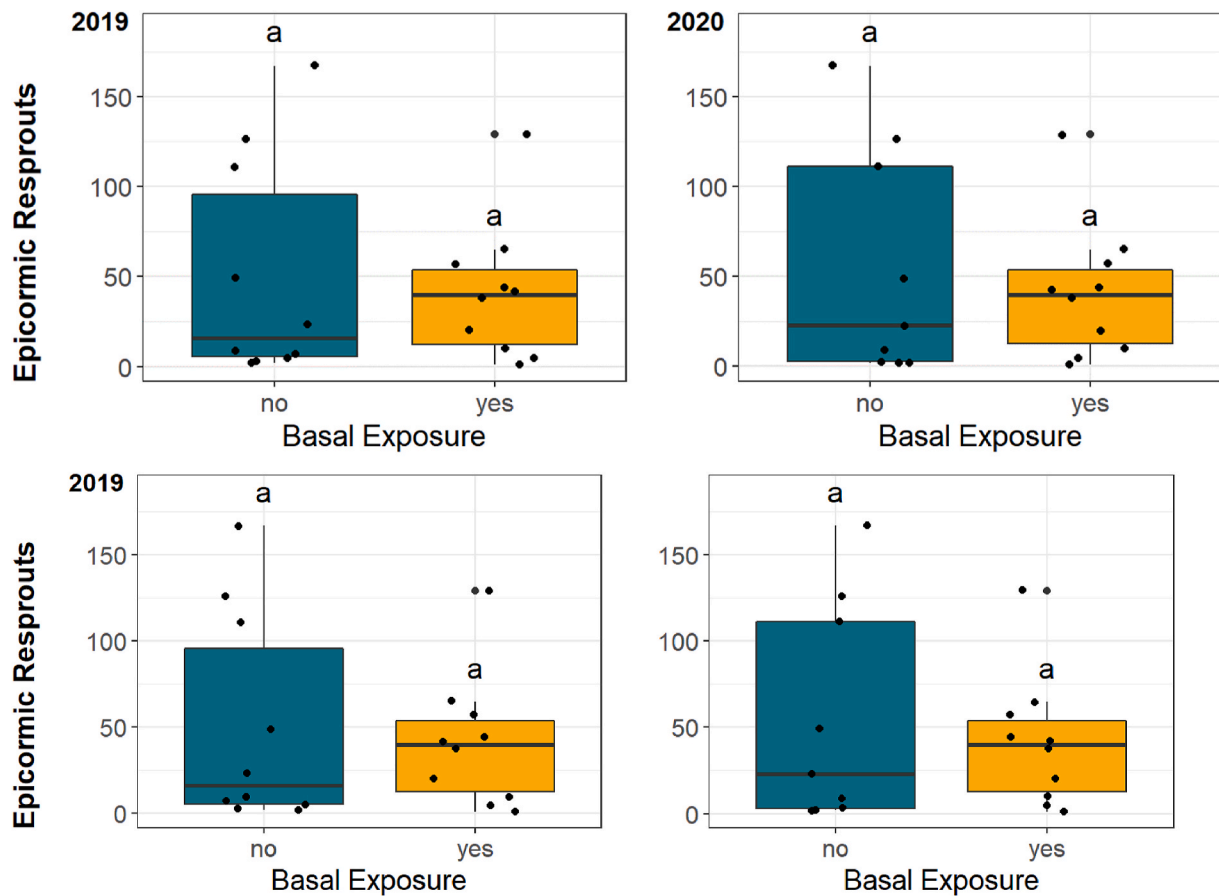 2019
a
a
Epicormic Resprouts
150
100
50
0
no
yes
Basal Exposure
2020
a
a
150
100
50
0
no
yes
Basal Exposure
2019
a
a
Epicormic Resprouts
150
100
50
0
no
yes
Basal Exposure
a
a
150
100
50
0
no
yes
Basal Exposure